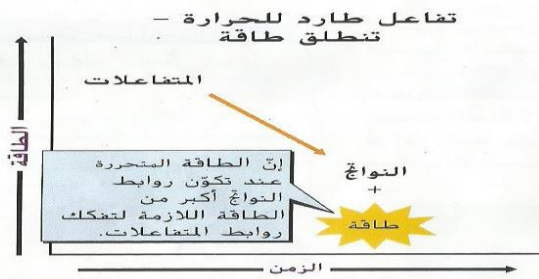 تفاعل طارد للحرارة –
تنطلق طاقة
المتفاعلات
الطاقة
إنّ الطاقة المتحررة
عند تكوّن روابط
النواتج أكبر من
الطاقة اللازمة لتفكك
روابط المتفاعلات.
النواتج
+
طاقة
الزمن